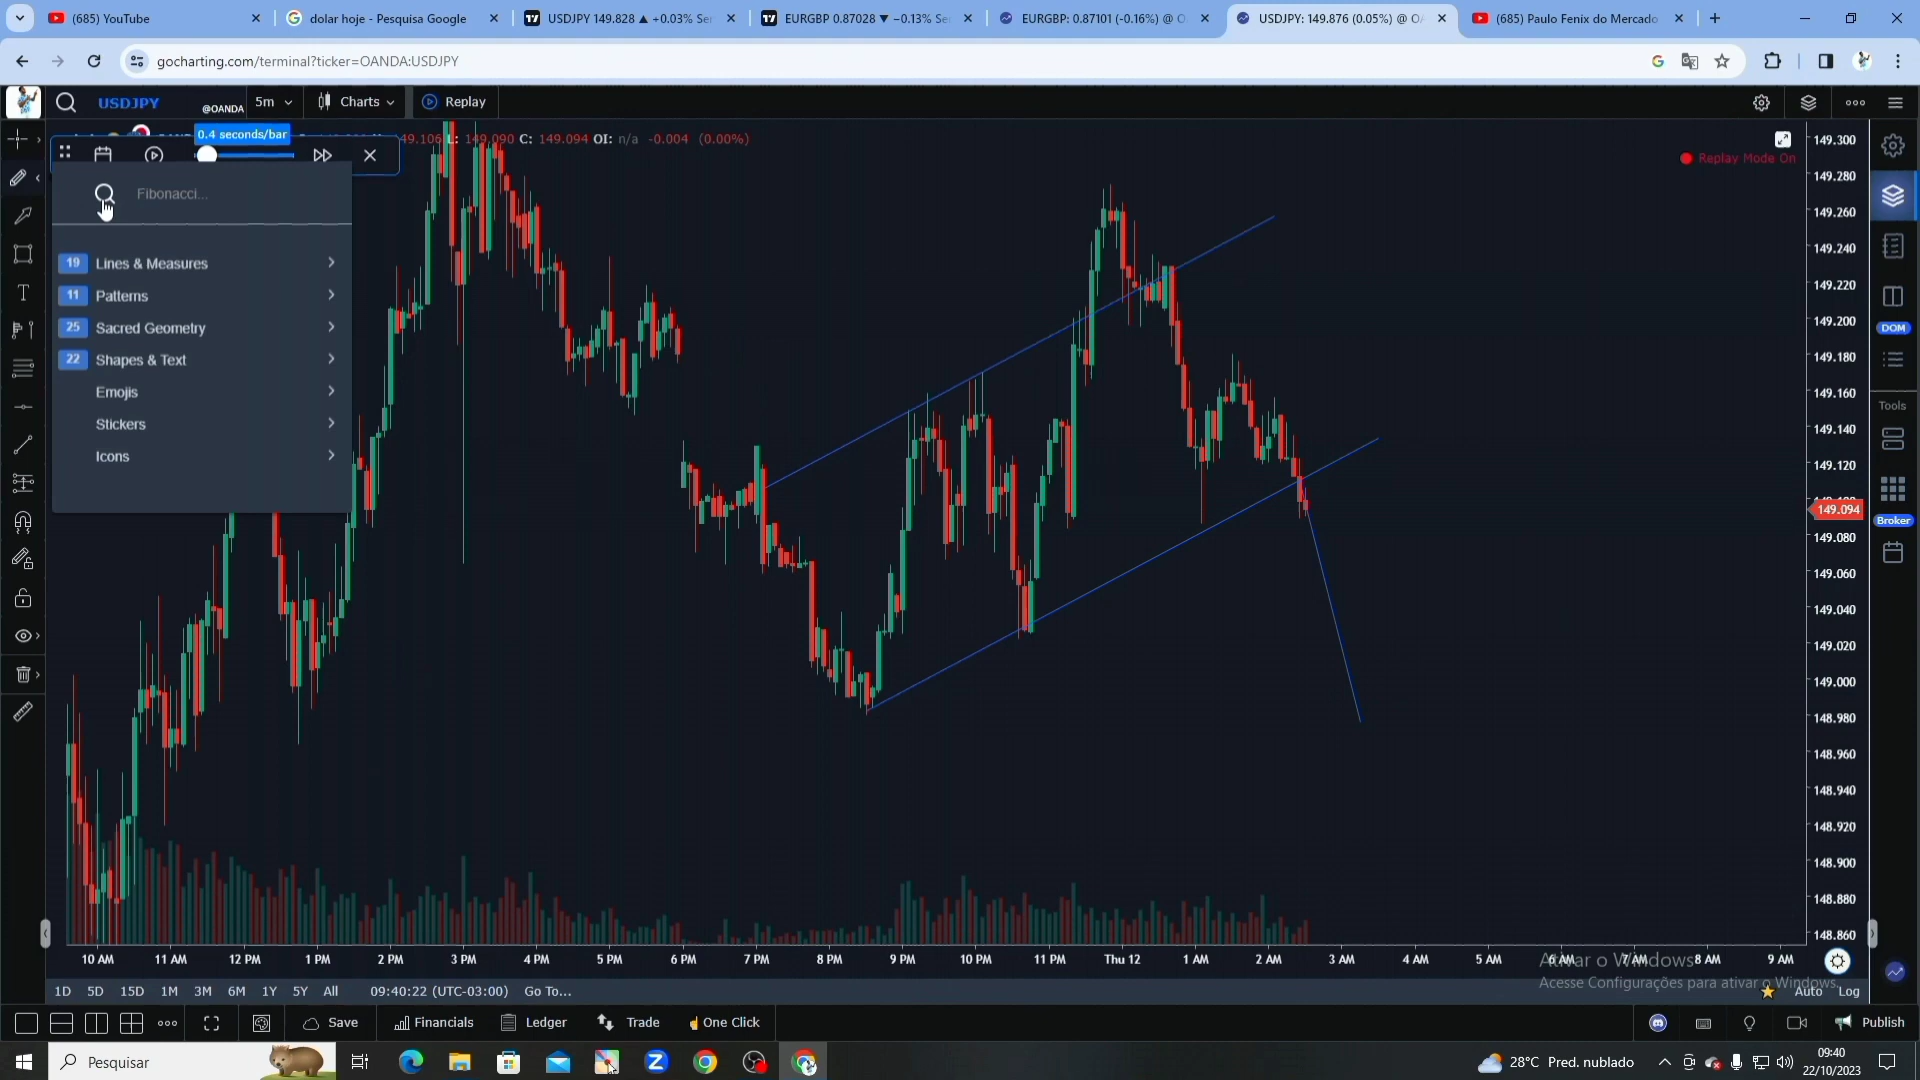 (685) YouTube
dolar hoje - Pesquisa Google
USDJPY 149.828 ▲ +0.03% Se
EURGBP 0.87028 ▼ −0.13% Se
EURGBP: 0.87101 (-0.16%) @ O
USDJPY: 149.876 (0.05%) @ O
(685) Paulo Fenix do Mercado
gocharting.com/terminal?ticker=OANDA:USDJPY
USDJPY @OANDA 5m Charts Replay
0.4 seconds/bar
49.106 L: 149.090 C: 149.094 OI: n/a -0.004 (0.00%)
Replay Mode On
Fibonacci...
19 Lines & Measures
11 Patterns
25 Sacred Geometry
22 Shapes & Text
Emojis
Stickers
Icons
149.300
149.280
149.260
149.240
149.220
149.200
149.180
149.160
149.140
149.120
149.094
149.080
149.060
149.040
149.020
149.000
148.980
148.960
148.940
148.920
148.900
148.880
148.860
DOM
Tools
Broker
10 AM 11 AM 12 PM 1 PM 2 PM 3 PM 4 PM 5 PM 6 PM 7 PM 8 PM 9 PM 10 PM 11 PM Thu 12 1 AM 2 AM 3 AM 4 AM 5 AM 6 AM 7 AM 8 AM 9 AM
Ativar o Windows
Acesse Configurações para ativar o Windows.
1D 5D 15D 1M 3M 6M 1Y 5Y All 09:40:22 (UTC-03:00) Go To...
Auto Log
Save Financials Ledger Trade One Click
Publish
Pesquisar
28°C Pred. nublado
09:40
22/10/2023